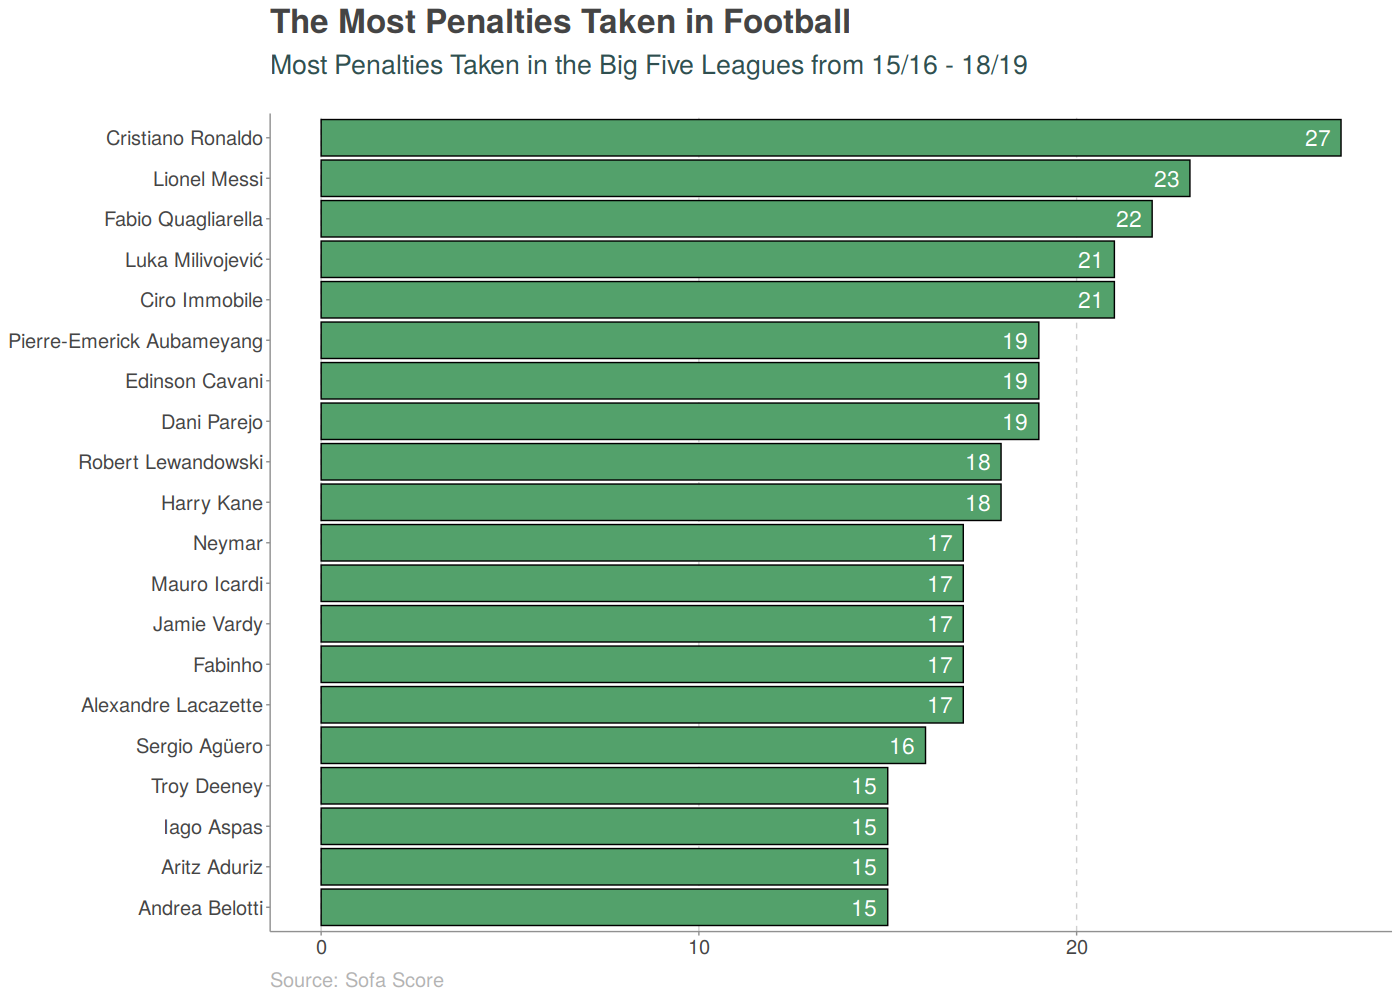 The Most Penalties Taken in Football
Most Penalties Taken in the Big Five Leagues from 15/16 - 18/19
Cristiano Ronaldo 27
Lionel Messi 23
Fabio Quagliarella 22
Luka Milivojević 21
Ciro Immobile 21
Pierre-Emerick Aubameyang 19
Edinson Cavani 19
Dani Parejo 19
Robert Lewandowski 18
Harry Kane 18
Neymar 17
Mauro Icardi 17
Jamie Vardy 17
Fabinho 17
Alexandre Lacazette 17
Sergio Agüero 16
Troy Deeney 15
Iago Aspas 15
Aritz Aduriz 15
Andrea Belotti 15
0 10 20
Source: Sofa Score